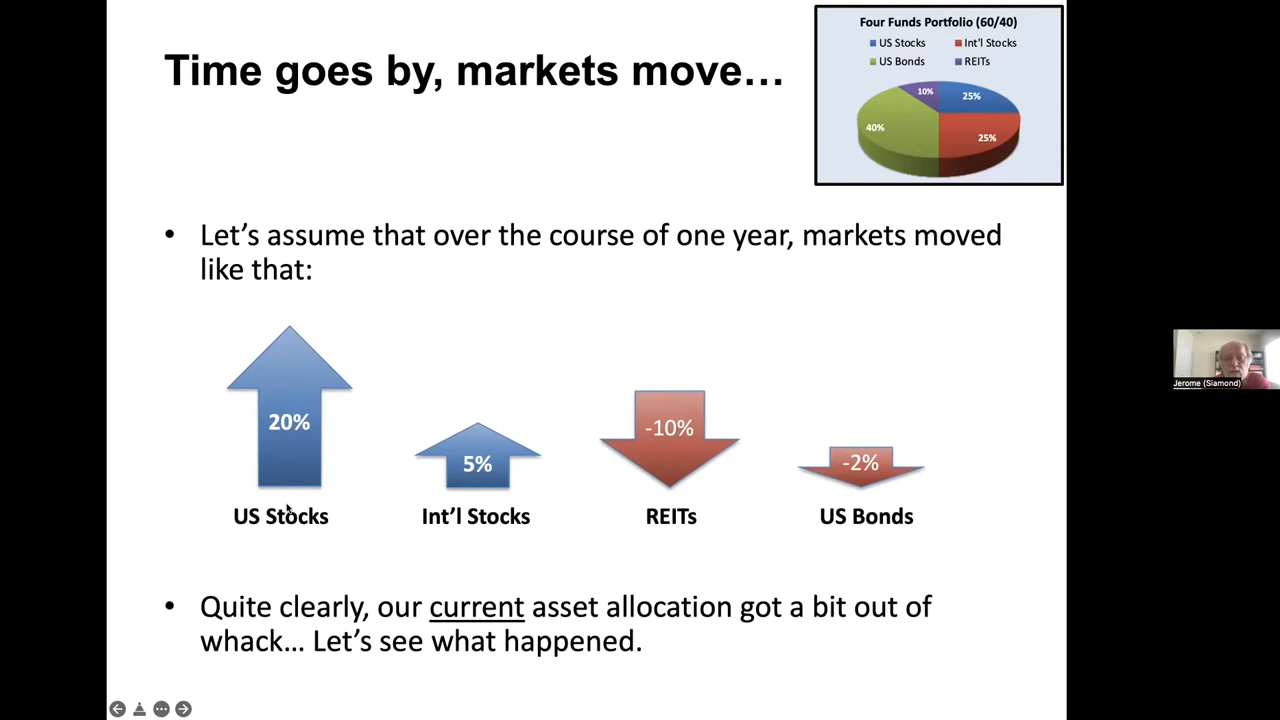 Time goes by, markets move…
Four Funds Portfolio (60/40)
US Stocks
Int'l Stocks
US Bonds
REITs
10%
25%
40%
25%
• Let's assume that over the course of one year, markets moved
like that:
20%
5%
-10%
-2%
US Stocks
Int'l Stocks
REITs
US Bonds
• Quite clearly, our current asset allocation got a bit out of
whack… Let's see what happened.
Jerome (Siamond)